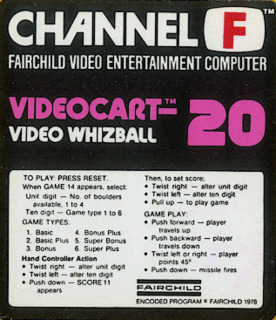 CHANNEL F™
FAIRCHILD VIDEO ENTERTAINMENT COMPUTER
VIDEOCART–™ 20
VIDEO WHIZBALL
TO PLAY: PRESS RESET.
When GAME 14 appears, select:
Unit digit — No. of boulders
available, 1 to 4
Ten digit — Game type 1 to 6
GAME TYPES:
1. Basic 4. Bonus Plus
2. Basic Plus 5. Super Bonus
3. Bonus 6. Super Plus
Hand Controller Action
• Twist right — alter unit digit
• Twist left — alter ten digit
• Push down — SCORE 11
appears
Then, to set score:
• Twist right — alter unit digit
• Twist left — alter ten digit
• Pull up — to play game
GAME PLAY:
• Push forward — player
travels up
• Push backward — player
travels down
• Twist left or right — player
points 45°
• Push down — missile fires
FAIRCHILD
ENCODED PROGRAM © FAIRCHILD 1978